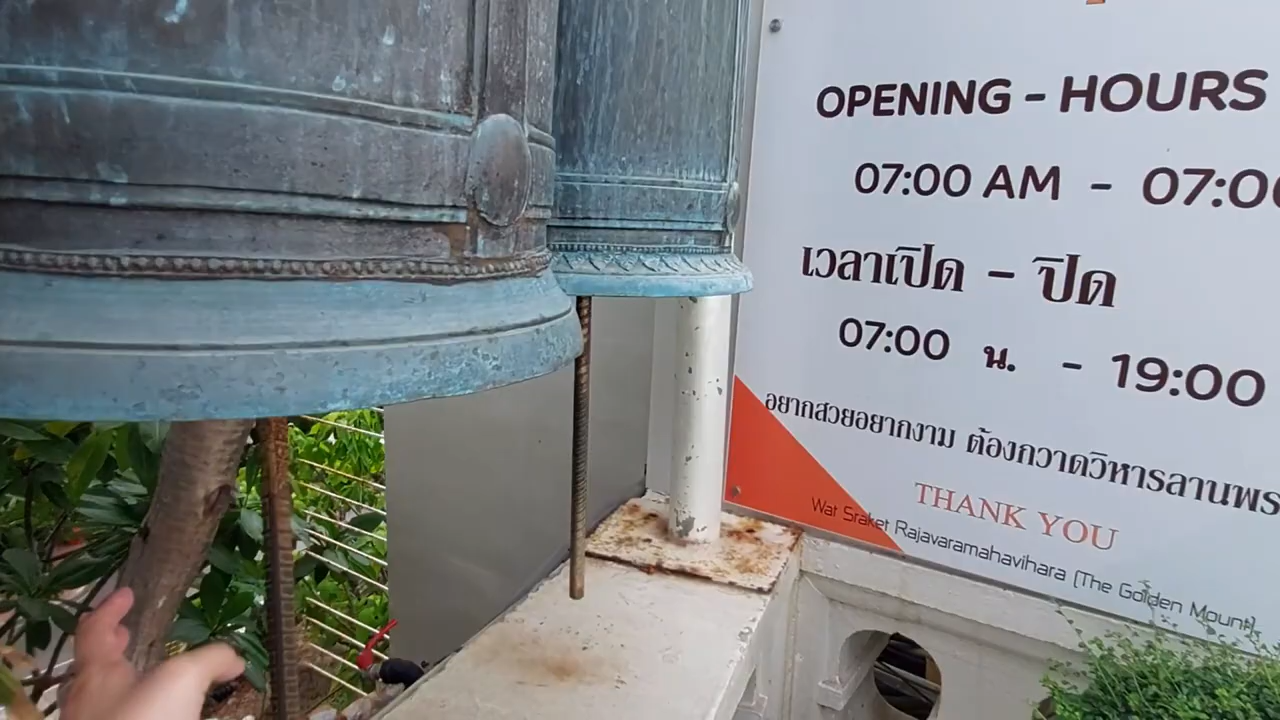 OPENING - HOURS
07:00 AM - 07:00
เวลาเปิด - ปิด
07:00 น. - 19:00
อยากสวยอยากงาม ต้องกวาดวิหารลานพร
THANK YOU
Wat Sraket Rajavaramahavihara (The Golden Mount)